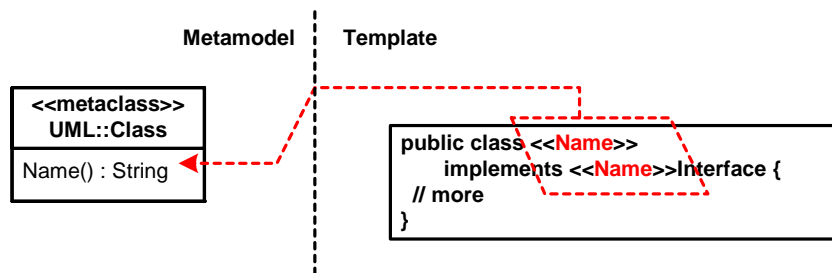 Metamodel
Template
<<metaclass>>
UML::Class
Name() : String
public class <<Name>>
implements <<Name>>Interface {
// more
}